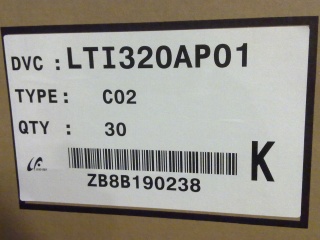 DVC : LTI320AP01
TYPE : C02
QTY : 30
K
ZB8B190238